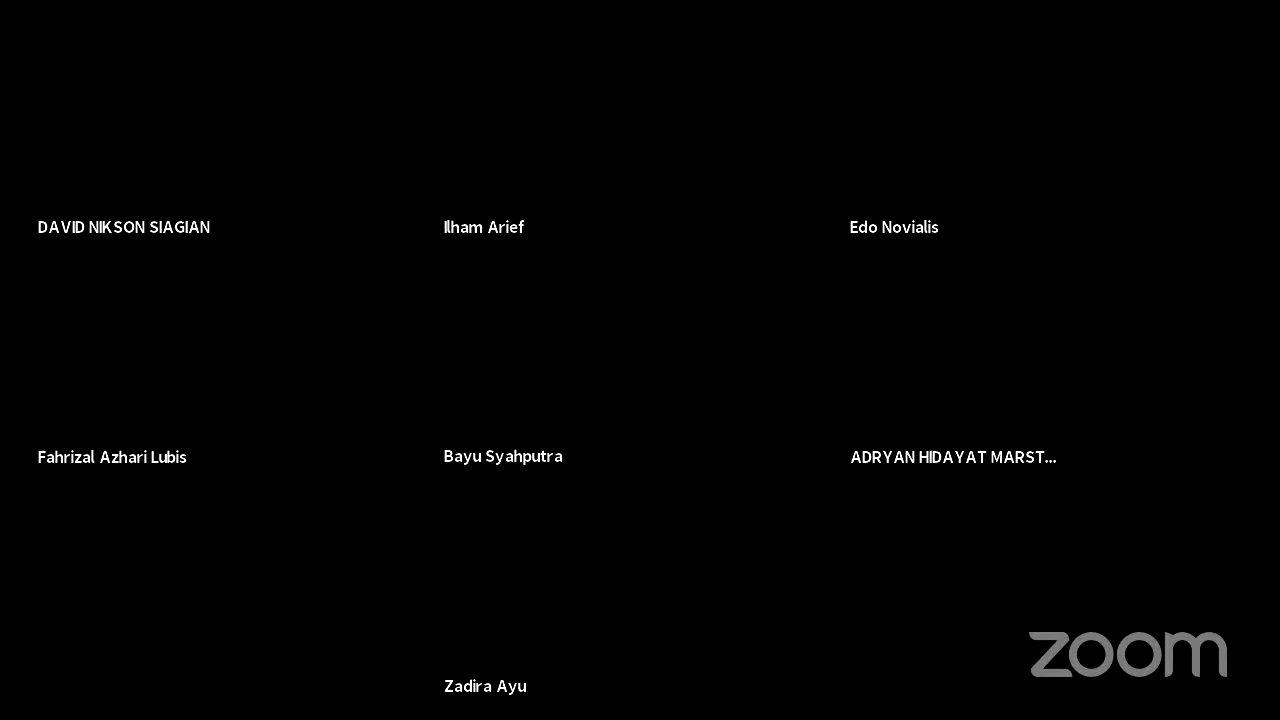 DAVID NIKSON SIAGIAN
Ilham Arief
Edo Novialis
Fahrizal Azhari Lubis
Bayu Syahputra
ADRYAN HIDAYAT MARST...
Zadira Ayu
zoom